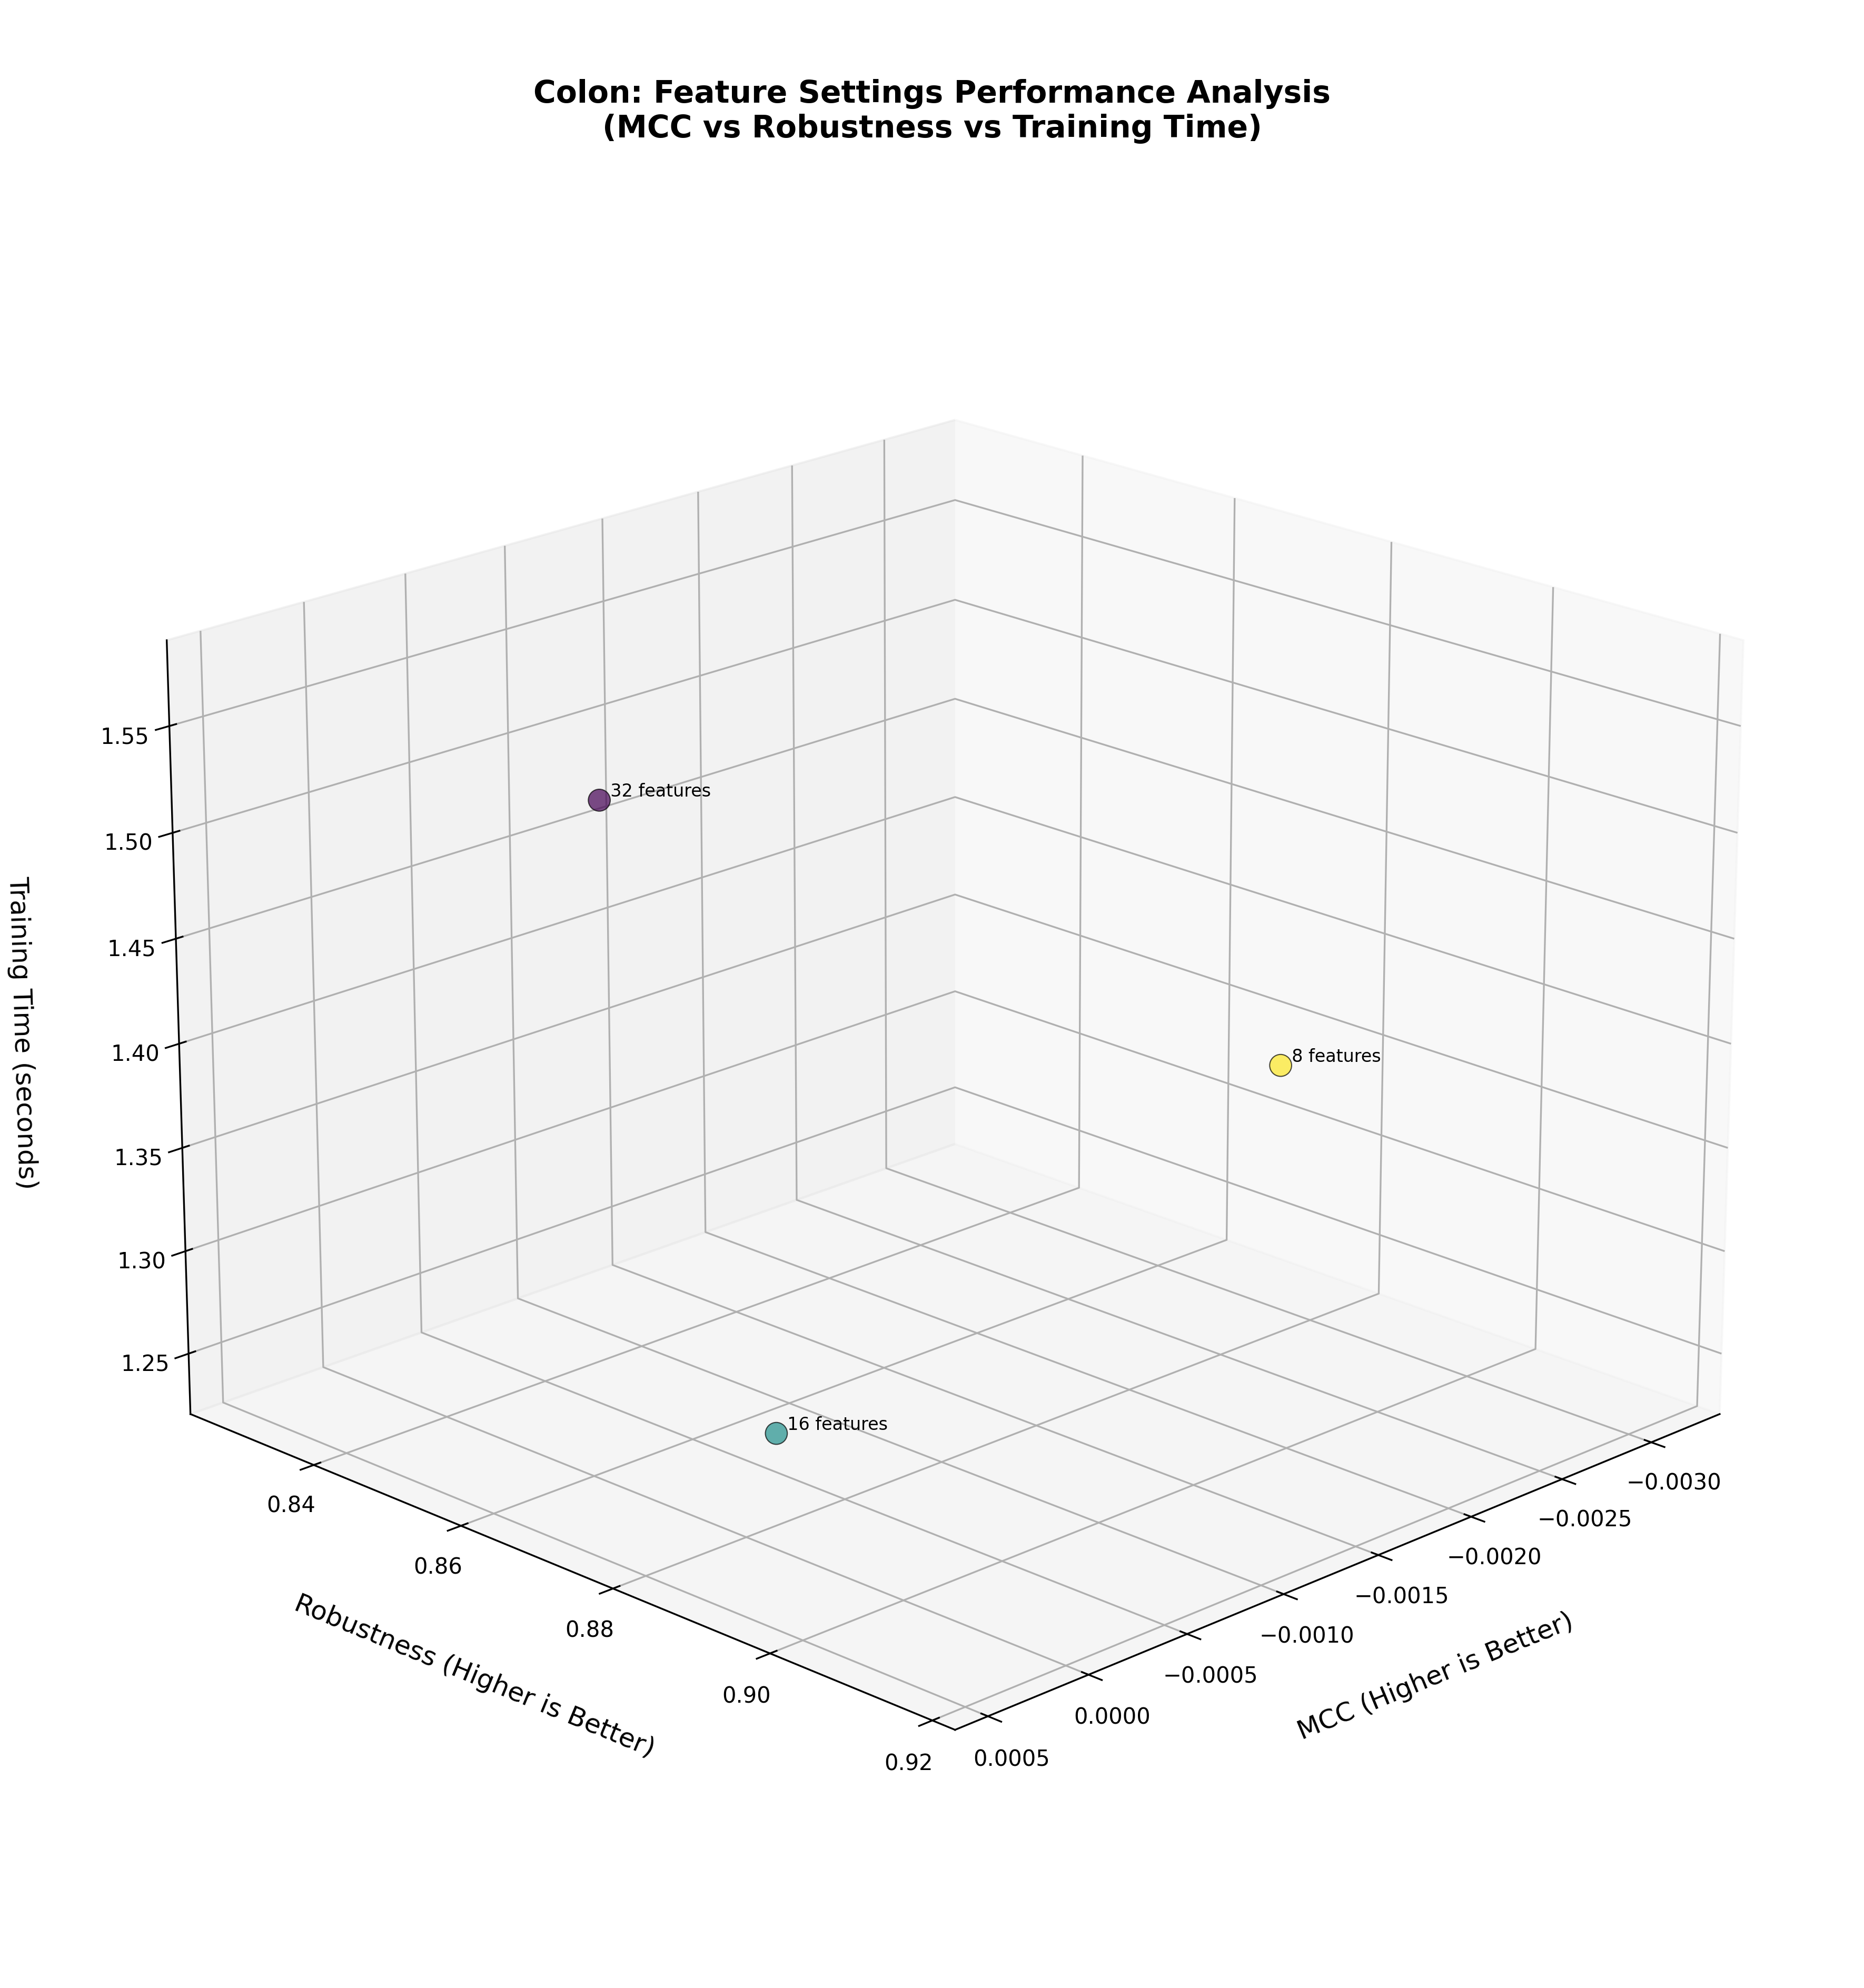 Colon: Feature Settings Performance Analysis
(MCC vs Robustness vs Training Time)
Training Time (seconds)
1.55
1.50
1.45
1.40
1.35
1.30
1.25
32 features
8 features
16 features
0.84
0.86
0.88
0.90
0.92
Robustness (Higher is Better)
0.0005
0.0000
−0.0005
−0.0010
−0.0015
−0.0020
−0.0025
−0.0030
MCC (Higher is Better)